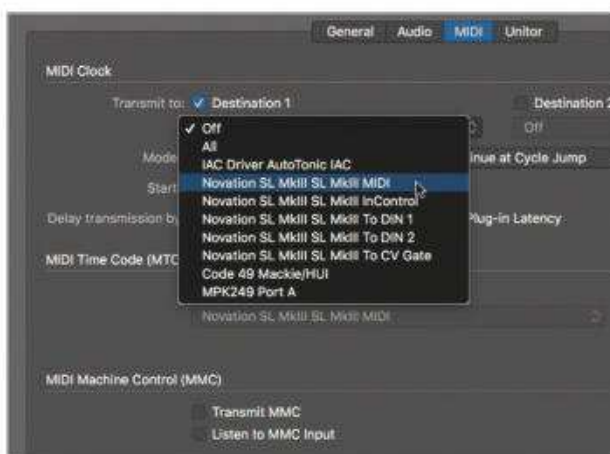 General Audio MIDI Unitor
MIDI Clock
Transmit to: Destination 1 Destination 2
Off Off
All
IAC Driver AutoTonic IAC
Mode inue at Cycle Jump
Novation SL MkIII SL MkIII MIDI
Start
Novation SL MkIII SL MkIII InControl
Novation SL MkIII SL MkIII To DIN 1
Delay transmission by Plug-in Latency
Novation SL MkIII SL MkIII To DIN 2
Novation SL MkIII SL MkIII To CV Gate
MIDI Time Code (MTC
Code 49 Mackie/HUI
MPK249 Port A
Novation SL MkIII SL MkIII MIDI
MIDI Machine Control (MMC)
Transmit MMC
Listen to MMC Input